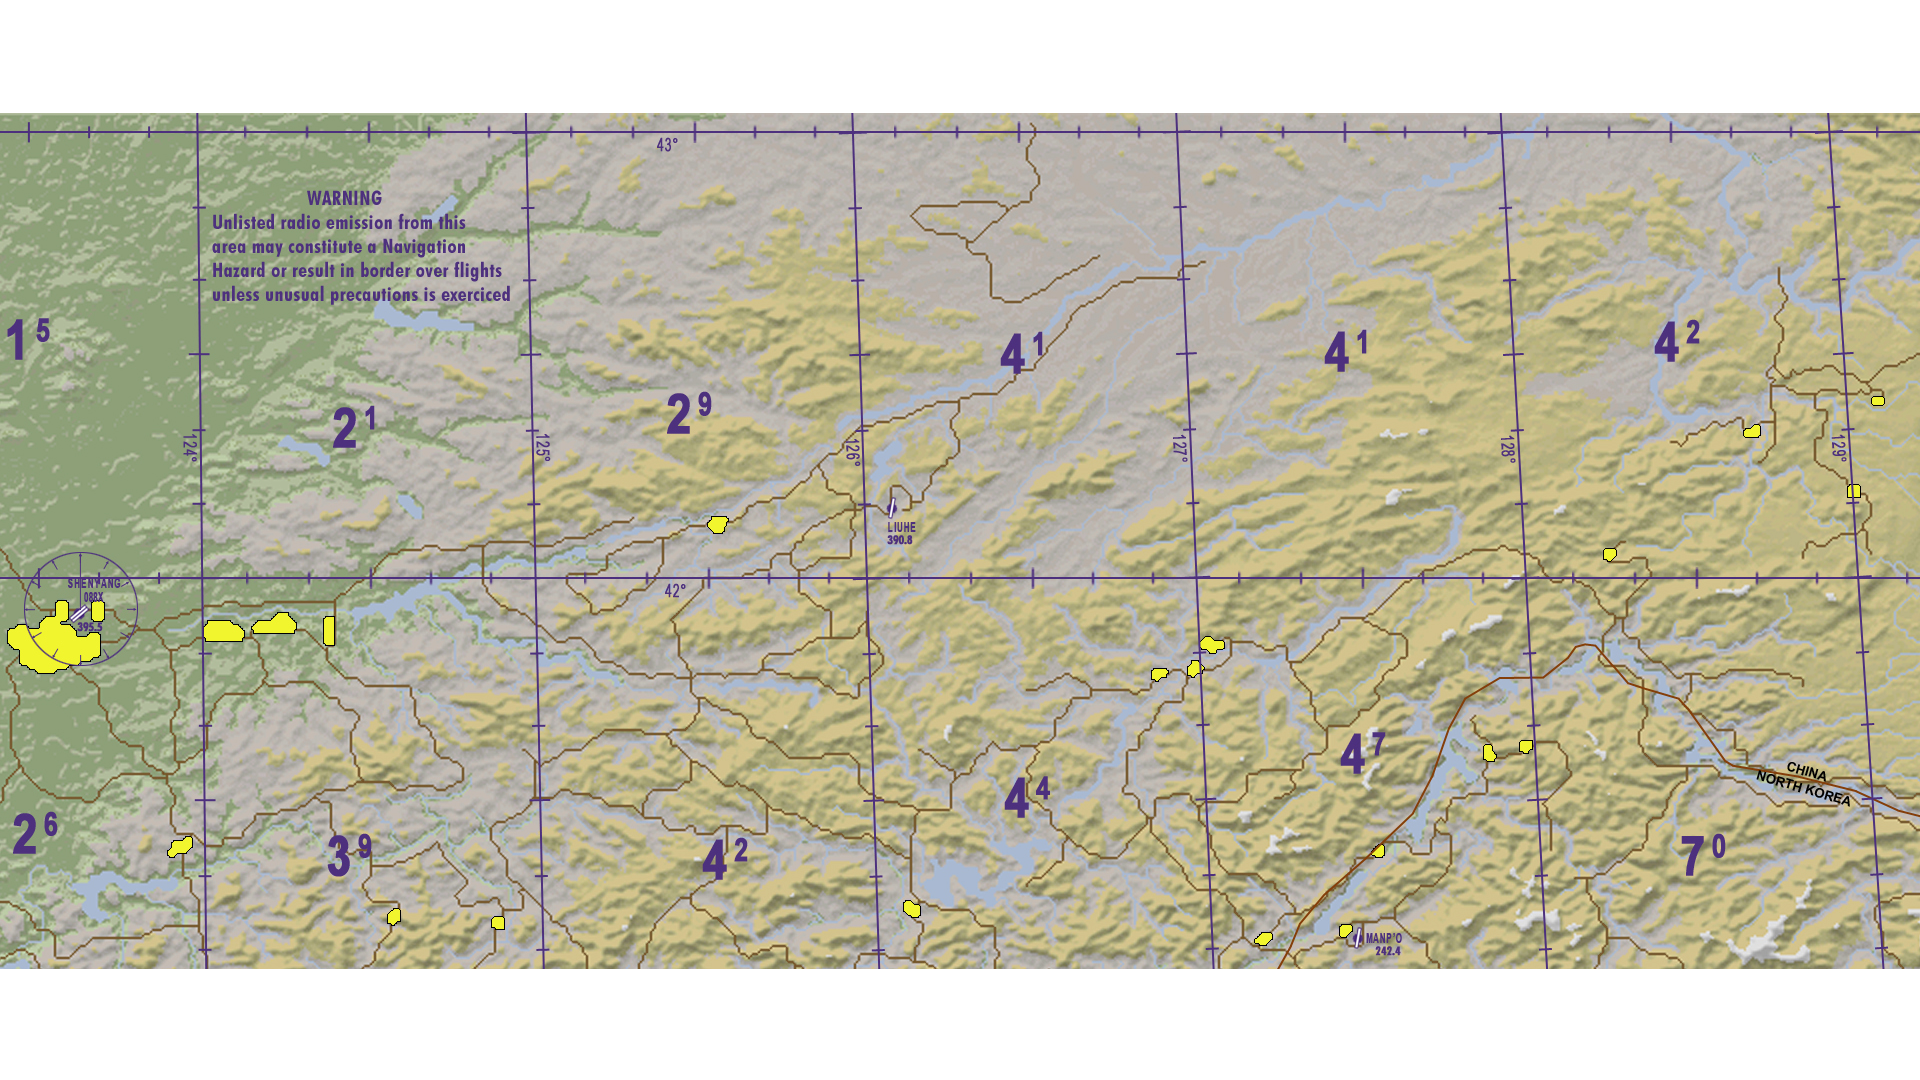 43°
WARNING
Unlisted radio emission from this
area may constitute a Navigation
Hazard or result in border over flights
unless unusual precautions is exerciced
1 5
2 1
2 9
4 1
4 1
4 2
124°
125°
126°
127°
128°
129°
LIUHE
390.8
42°
SHENYANG
088X
395.5
2 6
3 9
4 2
4 4
4 7
7 0
CHINA
NORTH KOREA
MANP'O
242.4